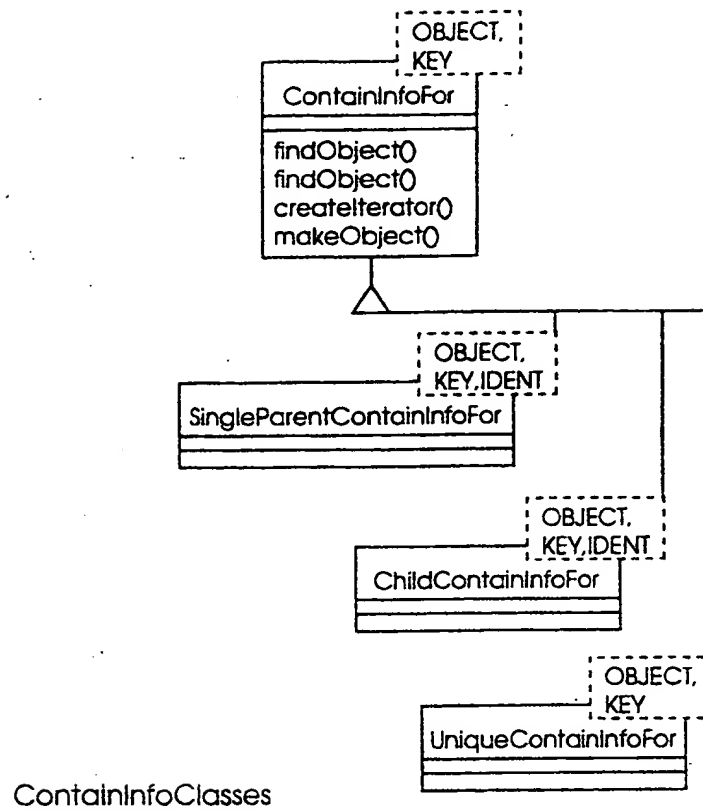 OBJECT,
KEY
ContainInfoFor
findObject()
findObject()
createIterator()
makeObject()
OBJECT,
KEY,IDENT
SingleParentContainInfoFor
OBJECT,
KEY,IDENT
ChildContainInfoFor
OBJECT,
KEY
UniqueContainInfoFor
ContainInfoClasses